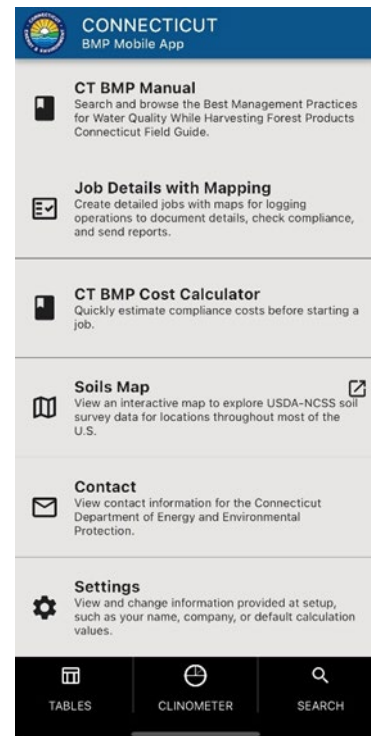 CONNECTICUT
BMP Mobile App
CT BMP Manual
Search and browse the Best Management Practices
for Water Quality While Harvesting Forest Products
Connecticut Field Guide.
Job Details with Mapping
Create detailed jobs with maps for logging
operations to document details, check compliance,
and send reports.
CT BMP Cost Calculator
Quickly estimate compliance costs before starting a
job.
Soils Map
View an interactive map to explore USDA-NCSS soil
survey data for locations throughout most of the
U.S.
Contact
View contact information for the Connecticut
Department of Energy and Environmental
Protection.
Settings
View and change information provided at setup,
such as your name, company, or default calculation
values.
TABLES
CLINOMETER
SEARCH